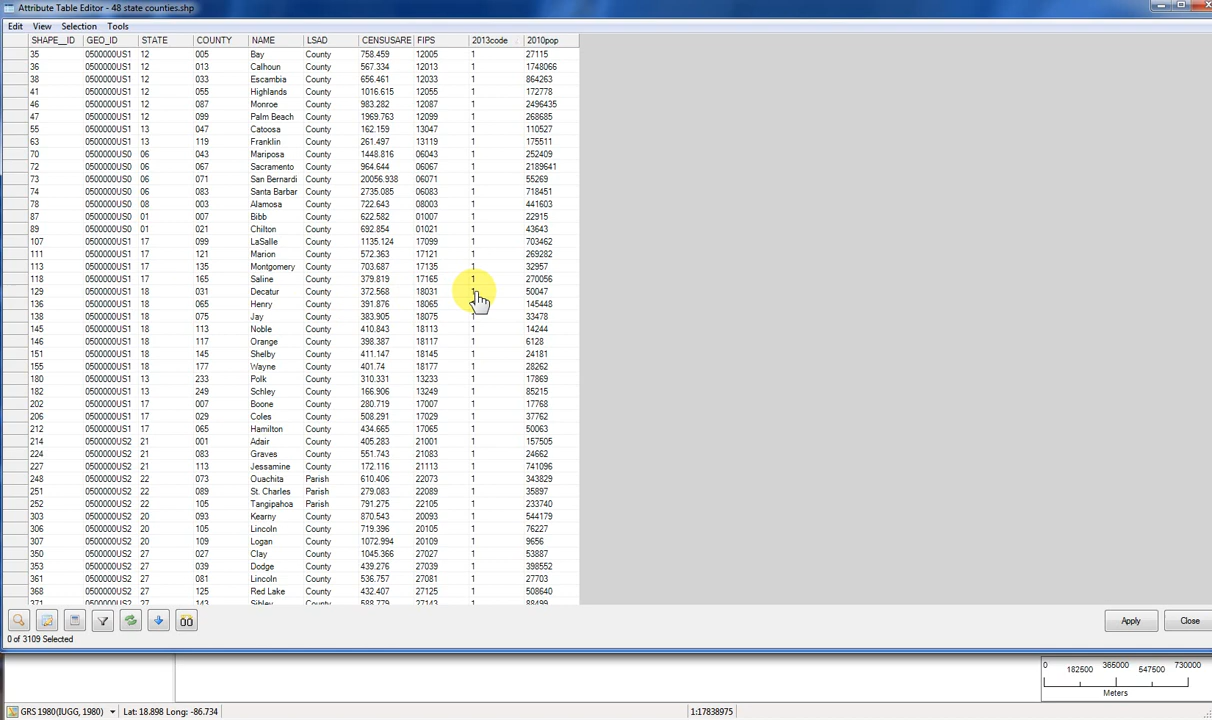 Attribute Table Editor - 48 state counties.shp
Edit View Selection Tools
SHAPE__ID GEO_ID STATE COUNTY NAME LSAD CENSUSARE FIPS 2013code 2010pop
35 0500000US1 12 005 Bay County 758.459 12005 1 27115
36 0500000US1 12 013 Calhoun County 567.334 12013 1 1748066
38 0500000US1 12 033 Escambia County 656.461 12033 1 864263
41 0500000US1 12 055 Highlands County 1016.615 12055 1 172778
46 0500000US1 12 087 Monroe County 983.282 12087 1 2496435
47 0500000US1 12 099 Palm Beach County 1969.763 12099 1 268685
55 0500000US1 13 047 Catoosa County 162.159 13047 1 110527
63 0500000US1 13 119 Franklin County 261.497 13119 1 175511
70 0500000US0 06 043 Mariposa County 1448.816 06043 1 252409
72 0500000US0 06 067 Sacramento County 964.644 06067 1 2189641
73 0500000US0 06 071 San Bernardi County 20056.938 06071 1 55269
74 0500000US0 06 083 Santa Barbar County 2735.085 06083 1 718451
78 0500000US0 08 003 Alamosa County 722.643 08003 1 441603
87 0500000US0 01 007 Bibb County 622.582 01007 1 22915
89 0500000US0 01 021 Chilton County 692.854 01021 1 43643
107 0500000US1 17 099 LaSalle County 1135.124 17099 1 703462
111 0500000US1 17 121 Marion County 572.363 17121 1 269282
113 0500000US1 17 135 Montgomery County 703.687 17135 1 32957
118 0500000US1 17 165 Saline County 379.819 17165 1 270056
129 0500000US1 18 031 Decatur County 372.568 18031 1 50047
136 0500000US1 18 065 Henry County 391.876 18065 1 145448
138 0500000US1 18 075 Jay County 383.905 18075 1 33478
145 0500000US1 18 113 Noble County 410.843 18113 1 14244
146 0500000US1 18 117 Orange County 398.387 18117 1 6128
151 0500000US1 18 145 Shelby County 411.147 18145 1 24181
155 0500000US1 18 177 Wayne County 401.74 18177 1 28262
180 0500000US1 13 233 Polk County 310.331 13233 1 17869
182 0500000US1 13 249 Schley County 166.906 13249 1 85215
202 0500000US1 17 007 Boone County 280.719 17007 1 17768
206 0500000US1 17 029 Coles County 508.291 17029 1 37762
212 0500000US1 17 065 Hamilton County 434.665 17065 1 50063
214 0500000US2 21 001 Adair County 405.283 21001 1 157505
224 0500000US2 21 083 Graves County 551.743 21083 1 24662
227 0500000US2 21 113 Jessamine County 172.116 21113 1 741096
248 0500000US2 22 073 Ouachita Parish 610.406 22073 1 343829
251 0500000US2 22 089 St. Charles Parish 279.083 22089 1 35897
252 0500000US2 22 105 Tangipahoa Parish 791.275 22105 1 233740
303 0500000US2 20 093 Kearny County 870.543 20093 1 544179
306 0500000US2 20 105 Lincoln County 719.396 20105 1 76227
307 0500000US2 20 109 Logan County 1072.994 20109 1 9656
350 0500000US2 27 027 Clay County 1045.366 27027 1 53887
353 0500000US2 27 039 Dodge County 439.276 27039 1 398552
361 0500000US2 27 081 Lincoln County 536.757 27081 1 27703
368 0500000US2 27 125 Red Lake County 432.407 27125 1 508640
371 0500000US2 27 143 Sibley County 588.779 27143 1 88499
Apply Close
0 of 3109 Selected
0 182500 365000 547500 730000
Meters
GRS 1980(IUGG, 1980) Lat: 18.898 Long: -86.734 1:17838975